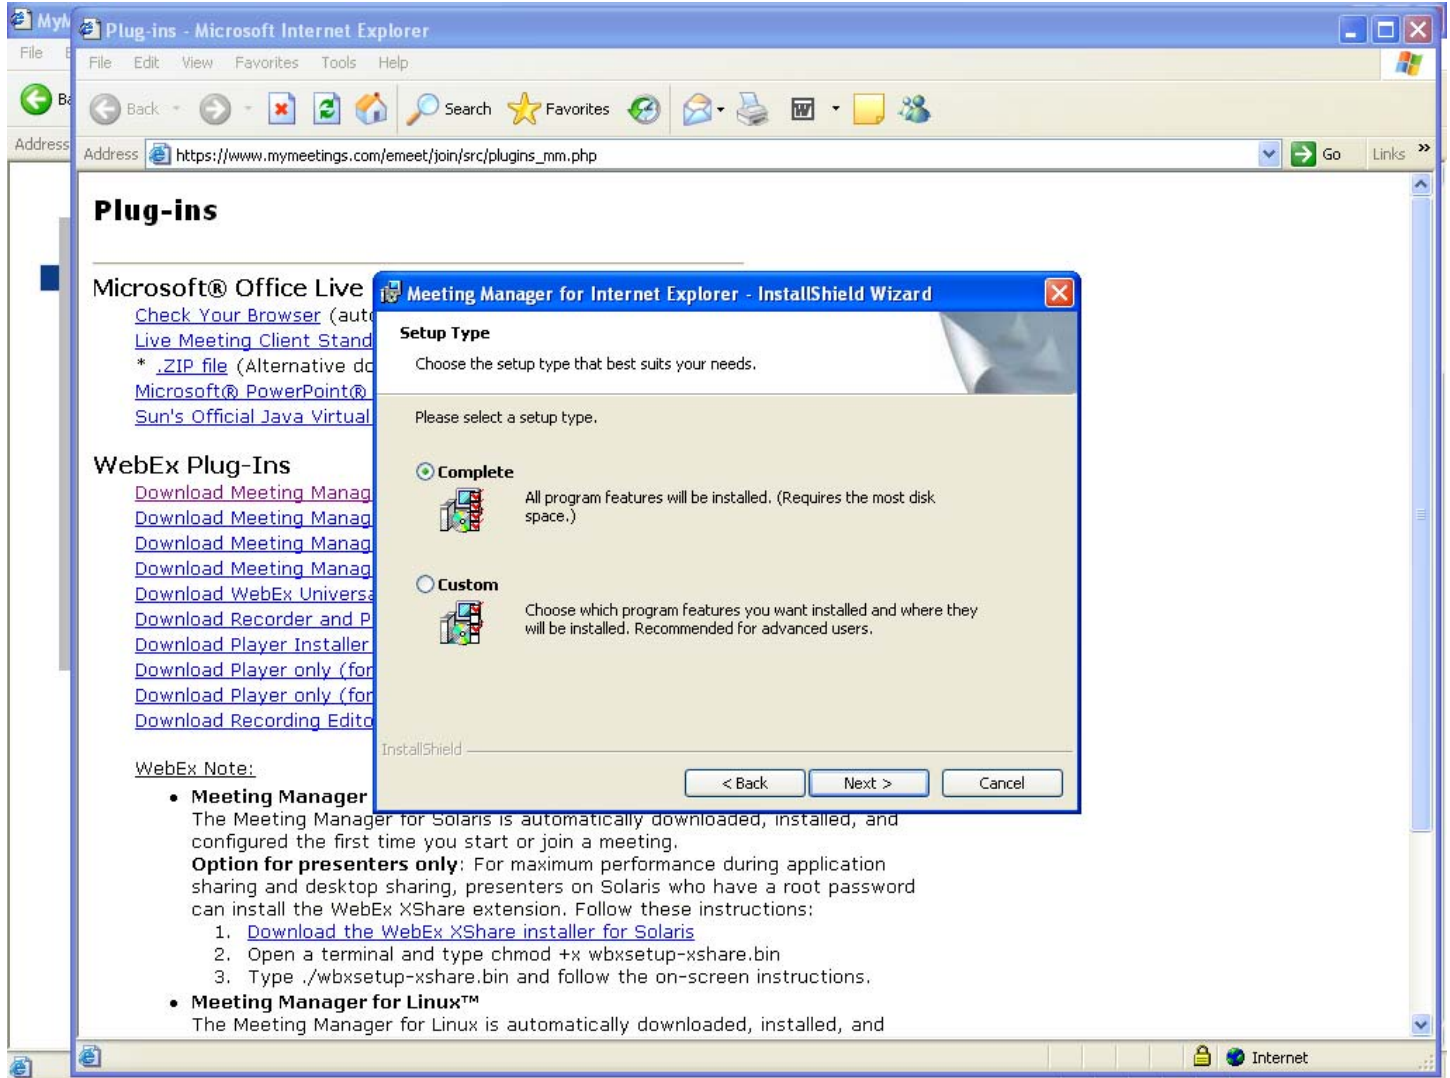 MyM
Plug-ins - Microsoft Internet Explorer
File
File Edit View Favorites Tools Help
Ba
Back Search Favorites
Address
Address https://www.mymeetings.com/emeet/join/src/plugins_mm.php Go Links »
Plug-ins
Microsoft® Office Live
Check Your Browser (auto
Live Meeting Client Stand
* .ZIP file (Alternative do
Microsoft® PowerPoint®
Sun's Official Java Virtual
WebEx Plug-Ins
Download Meeting Manag
Download Meeting Manag
Download Meeting Manag
Download Meeting Manag
Download WebEx Universa
Download Recorder and P
Download Player Installer
Download Player only (for
Download Player only (for
Download Recording Edito
WebEx Note:
• Meeting Manager
The Meeting Manager for Solaris is automatically downloaded, installed, and
configured the first time you start or join a meeting.
Option for presenters only: For maximum performance during application
sharing and desktop sharing, presenters on Solaris who have a root password
can install the WebEx XShare extension. Follow these instructions:
1. Download the WebEx XShare installer for Solaris
2. Open a terminal and type chmod +x wbxsetup-xshare.bin
3. Type ./wbxsetup-xshare.bin and follow the on-screen instructions.
• Meeting Manager for Linux™
The Meeting Manager for Linux is automatically downloaded, installed, and
Meeting Manager for Internet Explorer - InstallShield Wizard
Setup Type
Choose the setup type that best suits your needs.
Please select a setup type.
Complete
All program features will be installed. (Requires the most disk
space.)
Custom
Choose which program features you want installed and where they
will be installed. Recommended for advanced users.
InstallShield
< Back Next > Cancel
Internet